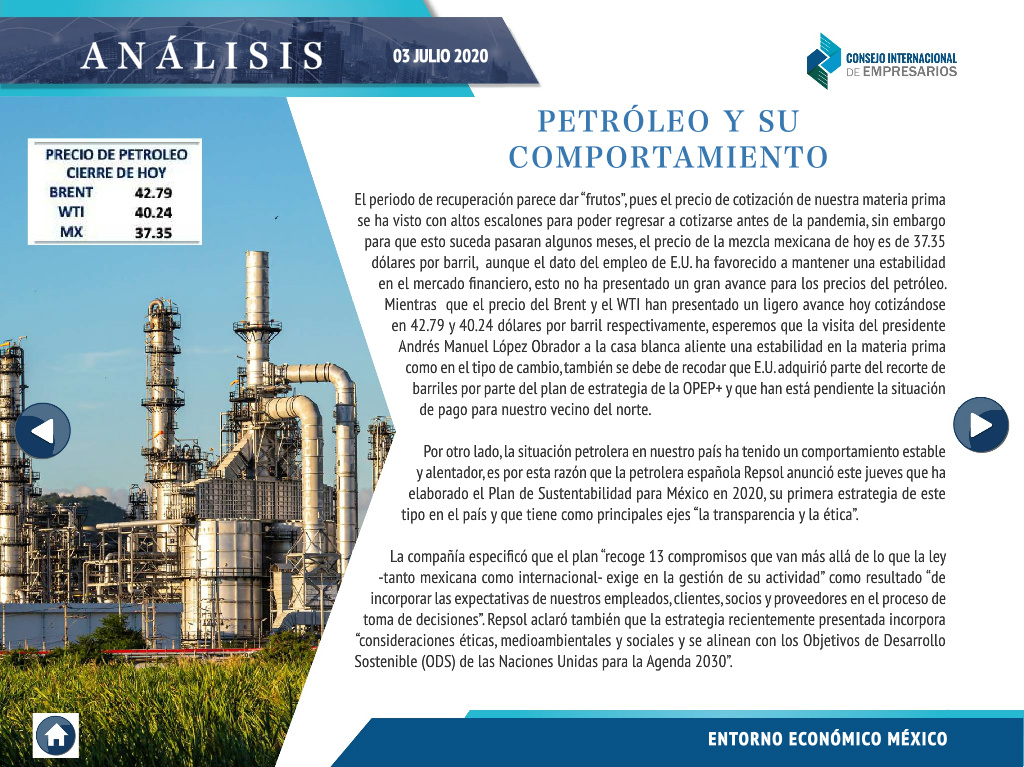 ANÁLISIS
03 JULIO 2020
CONSEJO INTERNACIONAL
DE EMPRESARIOS
PETRÓLEO Y SU
COMPORTAMIENTO
PRECIO DE PETROLEO
CIERRE DE HOY
BRENT 42.79
WTI 40.24
MX 37.35
El periodo de recuperación parece dar “frutos”, pues el precio de cotización de nuestra materia prima
se ha visto con altos escalones para poder regresar a cotizarse antes de la pandemia, sin embargo
para que esto suceda pasaran algunos meses, el precio de la mezcla mexicana de hoy es de 37.35
dólares por barril, aunque el dato del empleo de E.U. ha favorecido a mantener una estabilidad
en el mercado financiero, esto no ha presentado un gran avance para los precios del petróleo.
Mientras que el precio del Brent y el WTI han presentado un ligero avance hoy cotizándose
en 42.79 y 40.24 dólares por barril respectivamente, esperemos que la visita del presidente
Andrés Manuel López Obrador a la casa blanca aliente una estabilidad en la materia prima
como en el tipo de cambio, también se debe de recodar que E.U. adquirió parte del recorte de
barriles por parte del plan de estrategia de la OPEP+ y que han está pendiente la situación
de pago para nuestro vecino del norte.
Por otro lado, la situación petrolera en nuestro país ha tenido un comportamiento estable
y alentador, es por esta razón que la petrolera española Repsol anunció este jueves que ha
elaborado el Plan de Sustentabilidad para México en 2020, su primera estrategia de este
tipo en el país y que tiene como principales ejes “la transparencia y la ética”.
La compañía especificó que el plan “recoge 13 compromisos que van más allá de lo que la ley
-tanto mexicana como internacional- exige en la gestión de su actividad” como resultado “de
incorporar las expectativas de nuestros empleados, clientes, socios y proveedores en el proceso de
toma de decisiones”. Repsol aclaró también que la estrategia recientemente presentada incorpora
“consideraciones éticas, medioambientales y sociales y se alinean con los Objetivos de Desarrollo
Sostenible (ODS) de las Naciones Unidas para la Agenda 2030”.
ENTORNO ECONÓMICO MÉXICO